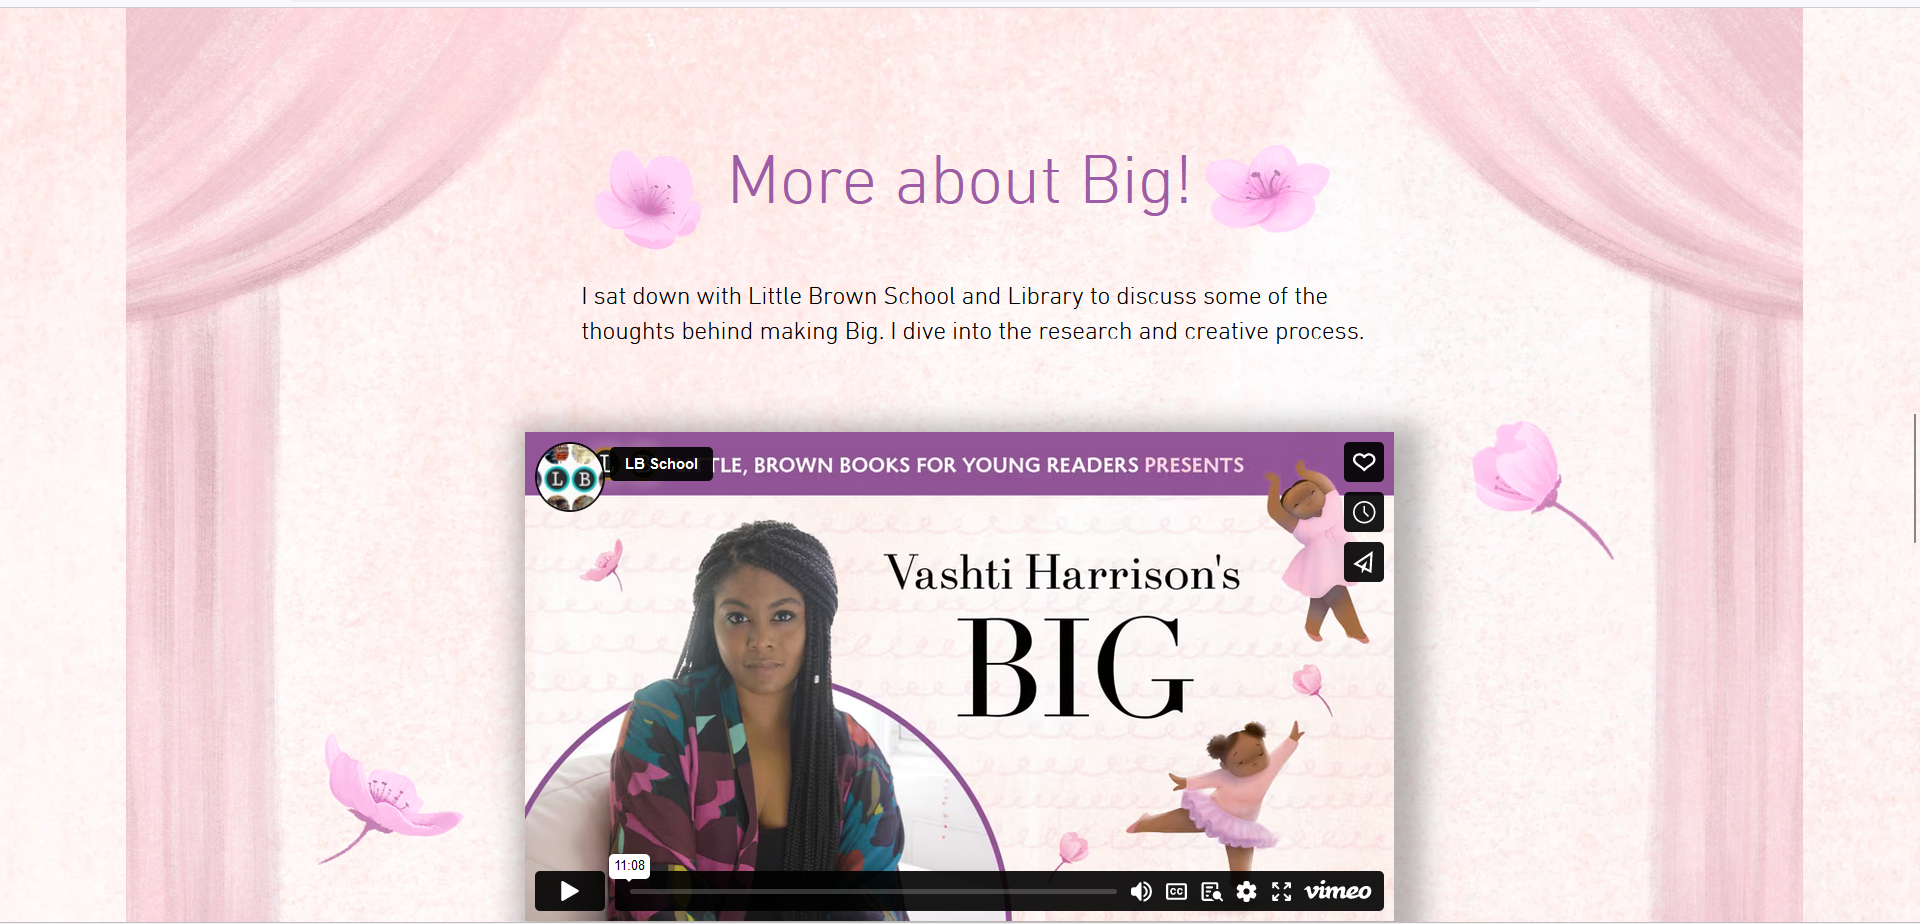 More about Big!
I sat down with Little Brown School and Library to discuss some of the
thoughts behind making Big. I dive into the research and creative process.
L B
LB School
TLE, BROWN BOOKS FOR YOUNG READERS PRESENTS
Vashti Harrison's
BIG
11:08
CC
vimeo